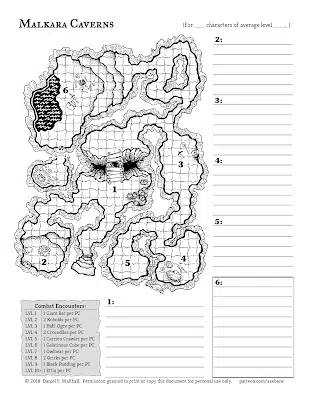 Malkara Caverns
(For ___ characters of average level ____ )
2:
6
3:
3
1
4:
5:
2
5
4
6:
1:
Combat Encounters:
LVL 1 1 Giant Rat per PC
LVL 2 2 Kobolds per PC
LVL 3 1 Half-Ogre per PC
LVL 4 2 Crocodiles per PC
LVL 5 1 Carrion Crawler per PC
LVL 6 1 Gelatinous Cube per PC
LVL 7 1 Owlbear per PC
LVL 8 2 Gricks per PC
LVL 9 1 Black Pudding per PC
LVL 10+ 1 per PC
© 2018 Daniel F. Walthall Permission granted to print or copy this document for personal use only. patreon.com/axebane